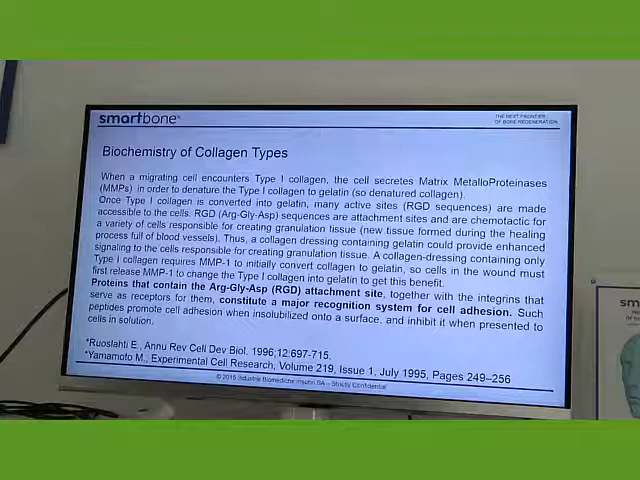 smartbone®
THE NEXT FRONTIER
OF BONE REGENERATION
Biochemistry of Collagen Types
When a migrating cell encounters Type I collagen, the cell secretes Matrix MetalloProteinases
(MMPs) in order to denature the Type I collagen to gelatin (so denatured collagen).
Once Type I collagen is converted into gelatin, many active sites (RGD sequences) are made
accessible to the cells. RGD (Arg-Gly-Asp) sequences are attachment sites and are chemotactic for
a variety of cells responsible for creating granulation tissue (new tissue formed during the healing
process full of blood vessels). Thus, a collagen dressing containing gelatin could provide enhanced
signaling to the cells responsible for creating granulation tissue. A collagen-dressing containing only
Type I collagen requires MMP-1 to initially convert collagen to gelatin, so cells in the wound must
first release MMP-1 to change the Type I collagen into gelatin to get this benefit.
Proteins that contain the Arg-Gly-Asp (RGD) attachment site, together with the integrins that
serve as receptors for them, constitute a major recognition system for cell adhesion. Such
peptides promote cell adhesion when insolubilized onto a surface, and inhibit it when presented to
cells in solution.
*Ruoslahti E., Annu Rev Cell Dev Biol. 1996;12:697-715.
*Yamamoto M., Experimental Cell Research, Volume 219, Issue 1, July 1995, Pages 249–256
© 2015 Industrie Biomediche Insubri SA – Strictly Confidential
sm